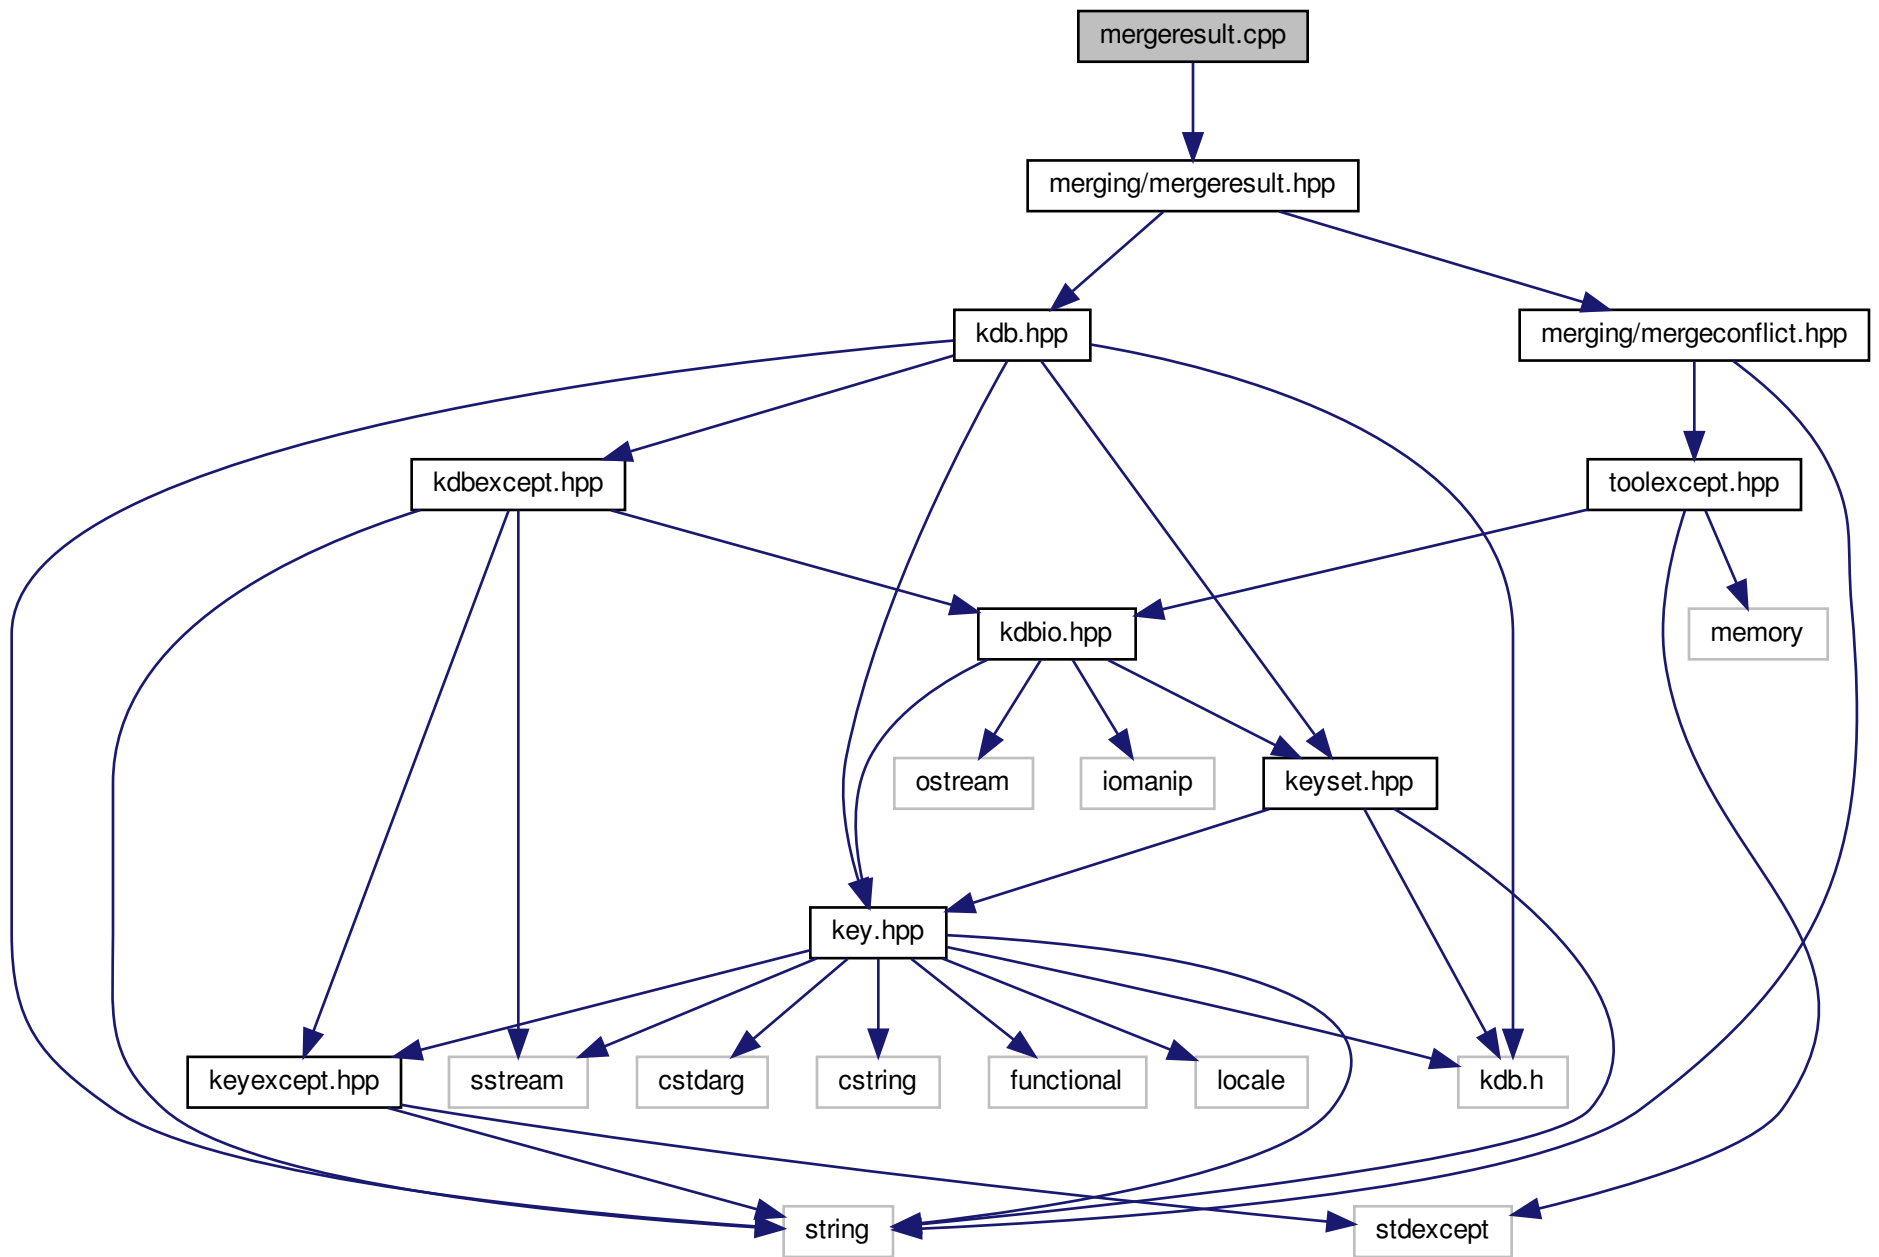 mergeresult.cpp
merging/mergeresult.hpp
kdb.hpp
merging/mergeconflict.hpp
kdbexcept.hpp
toolexcept.hpp
kdbio.hpp
memory
ostream
iomanip
keyset.hpp
key.hpp
keyexcept.hpp
sstream
cstdarg
cstring
functional
locale
kdb.h
string
stdexcept